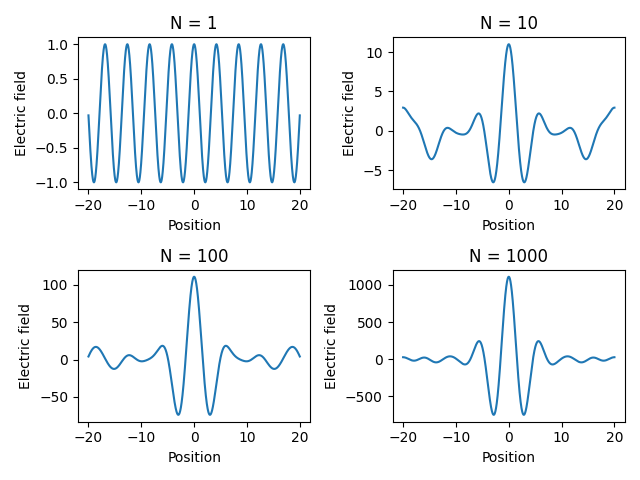 N = 1
1.0
0.5
0.0
−0.5
−1.0
Electric field
−20 −10 0 10 20
Position
N = 10
10
5
0
−5
Electric field
−20 −10 0 10 20
Position
N = 100
100
50
0
−50
Electric field
−20 −10 0 10 20
Position
N = 1000
1000
500
0
−500
Electric field
−20 −10 0 10 20
Position